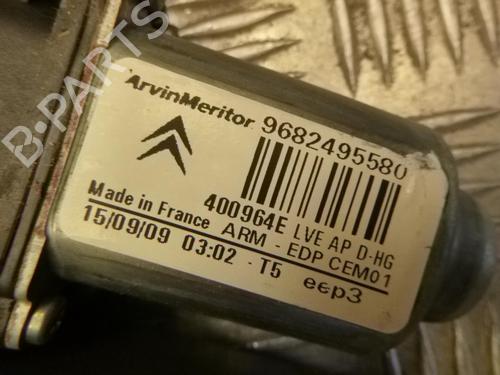 B-PARTS
ArvinMeritor 9682495580
400964E LVE AP D-HG
Made in France ARM - EDP CEM01
15/09/09 03:02 - T5 eep3